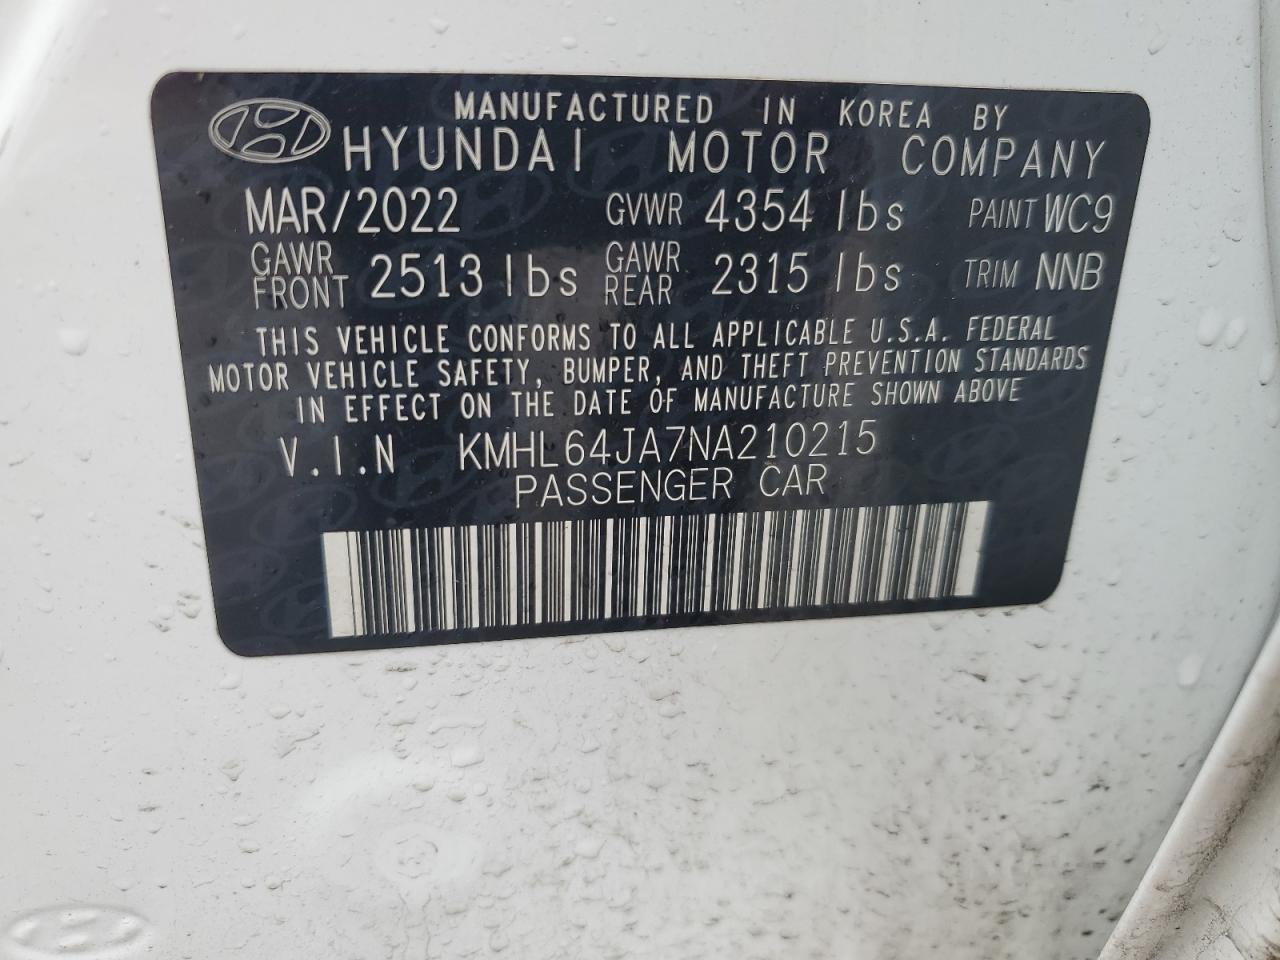 MANUFACTURED IN KOREA BY
HYUNDAI MOTOR COMPANY
MAR/2022 GVWR 4354 lbs PAINT WC9
GAWR FRONT 2513 lbs GAWR REAR 2315 lbs TRIM NNB
THIS VEHICLE CONFORMS TO ALL APPLICABLE U.S.A. FEDERAL
MOTOR VEHICLE SAFETY, BUMPER, AND THEFT PREVENTION STANDARDS
IN EFFECT ON THE DATE OF MANUFACTURE SHOWN ABOVE
V.I.N KMHL64JA7NA210215
PASSENGER CAR